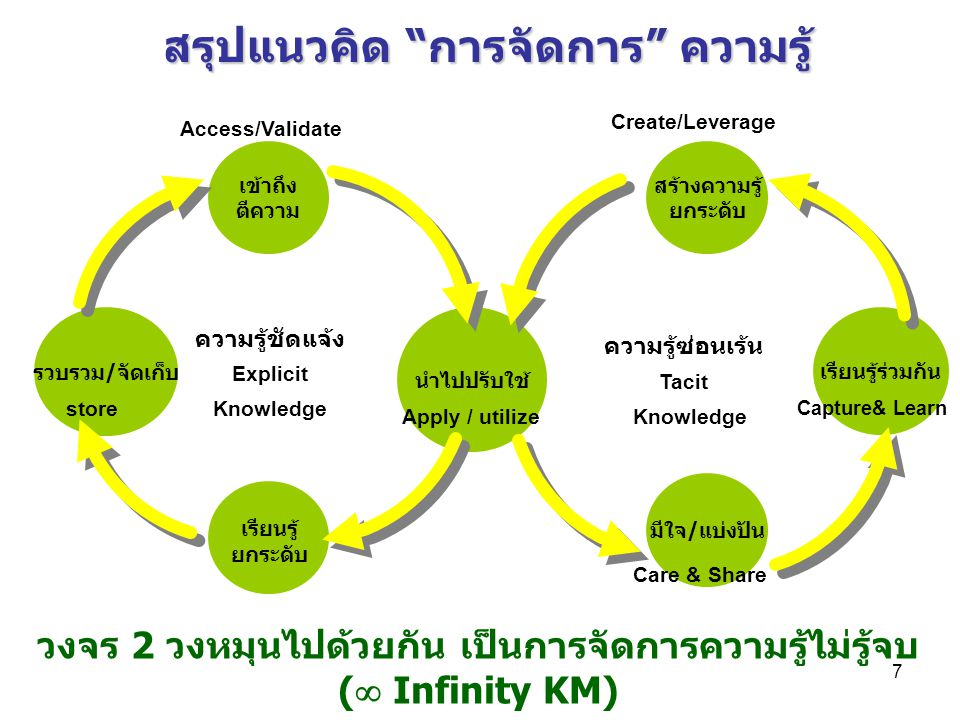 สรุปแนวคิด “การจัดการ” ความรู้
Access/Validate
Create/Leverage
เข้าถึง
ตีความ
สร้างความรู้
ยกระดับ
ความรู้ชัดแจ้ง
Explicit
Knowledge
ความรู้ซ่อนเร้น
Tacit
Knowledge
รวบรวม/จัดเก็บ
store
นำไปปรับใช้
Apply / utilize
เรียนรู้ร่วมกัน
Capture& Learn
เรียนรู้
ยกระดับ
มีใจ/แบ่งปัน
Care & Share
วงจร 2 วงหมุนไปด้วยกัน เป็นการจัดการความรู้ไม่รู้จบ
(∞ Infinity KM)
7